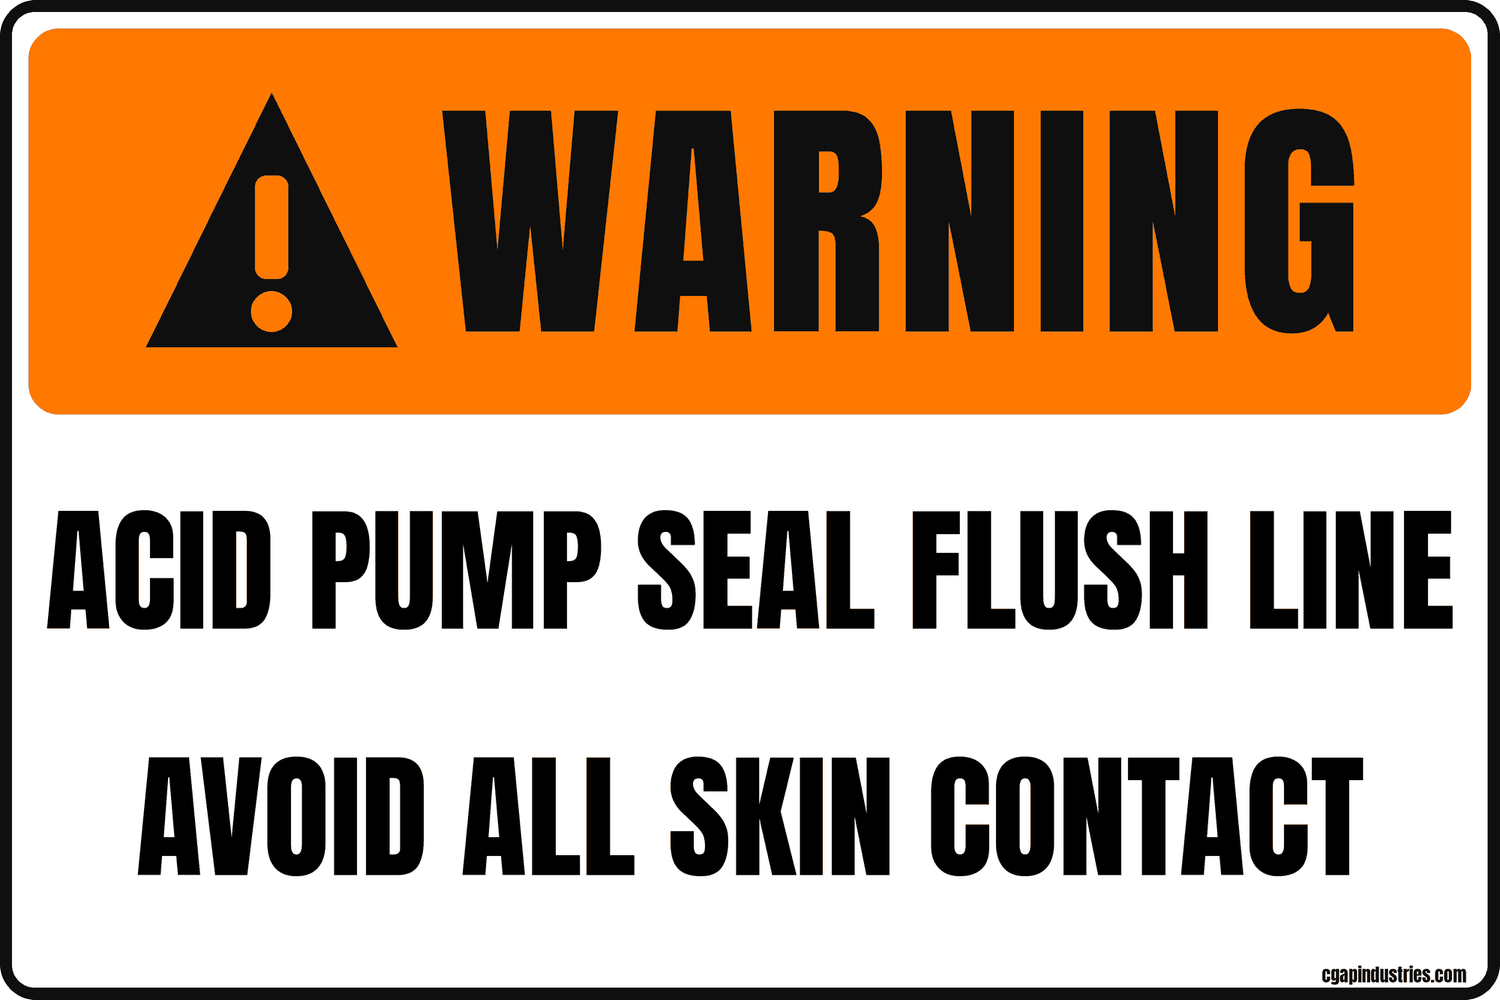 WARNING
ACID PUMP SEAL FLUSH LINE
AVOID ALL SKIN CONTACT
cgapindustries.com